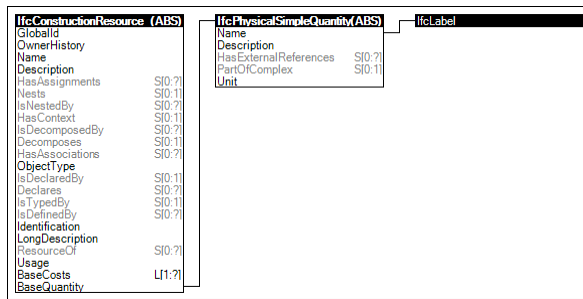 IfcConstructionResource (ABS)
GlobalId
OwnerHistory
Name
Description
HasAssignments S[0:?]
Nests S[0:1]
IsNestedBy S[0:?]
HasContext S[0:1]
IsDecomposedBy S[0:?]
Decomposes S[0:1]
HasAssociations S[0:?]
ObjectType
IsDeclaredBy S[0:1]
Declares S[0:?]
IsTypedBy S[0:1]
IsDefinedBy S[0:?]
Identification
LongDescription
ResourceOf S[0:?]
Usage
BaseCosts L[1:?]
BaseQuantity
IfcPhysicalSimpleQuantity(ABS)
Name
Description
HasExternalReferences S[0:?]
PartOfComplex S[0:1]
Unit
IfcLabel